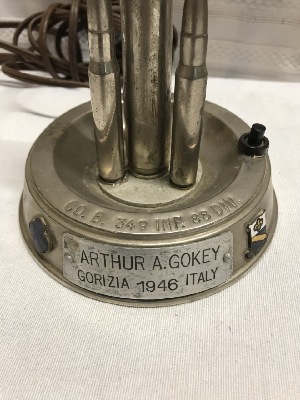 CO. B. 349 INF. 88 DIV.
ARTHUR A. GOKEY
GORIZIA 1946 ITALY